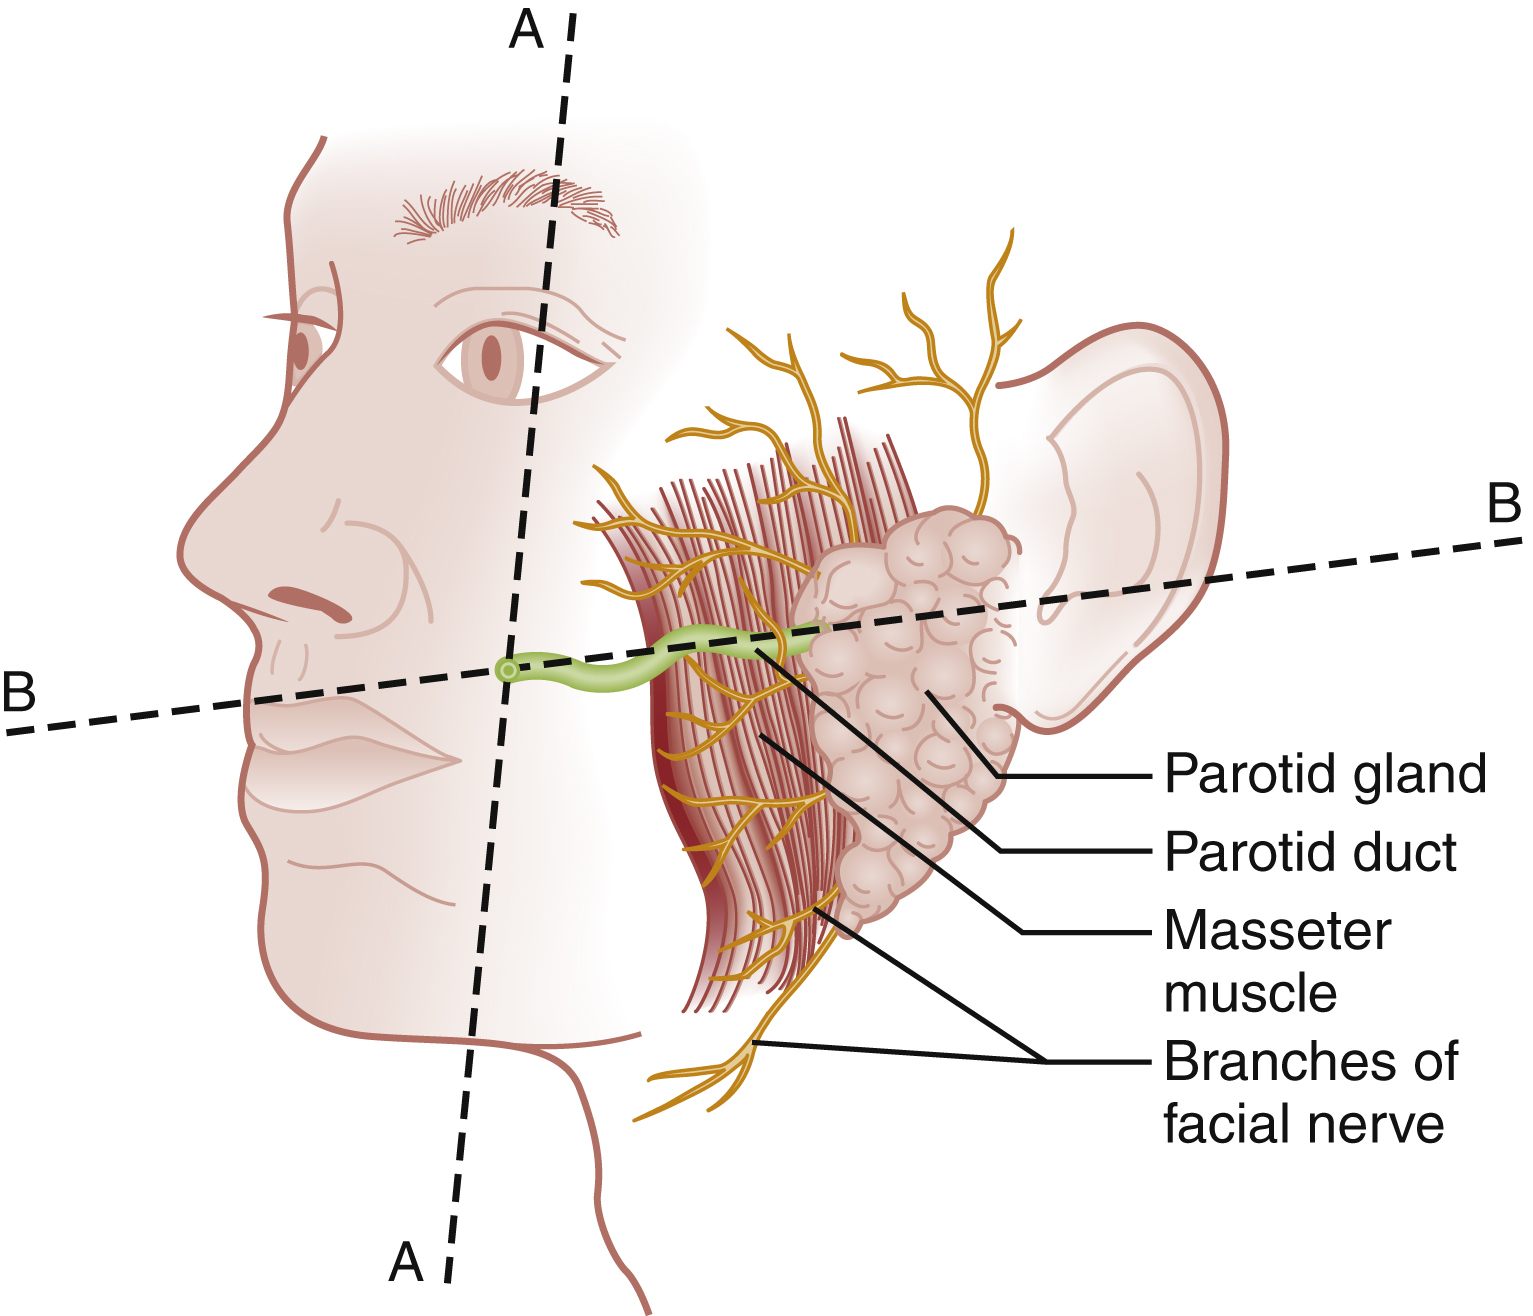 A
B
B
Parotid gland
Parotid duct
Masseter
muscle
Branches of
facial nerve
A